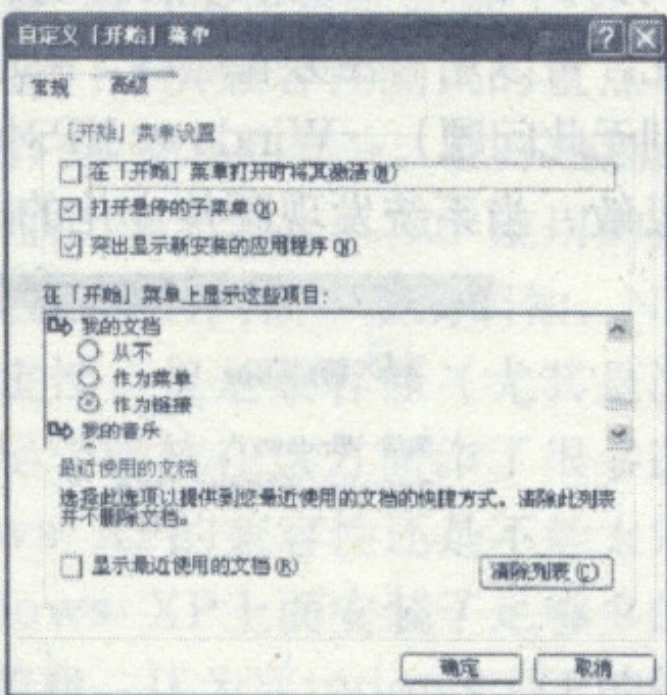 自定义「开始」菜单
常规 高级
「开始」菜单设置
在「开始」菜单打开时将其激活
打开悬停的子菜单
突出显示新安装的应用程序(N)
在「开始」菜单上显示这些项目:
我的文档
从不
作为菜单
作为链接
我的音乐
最近使用的文档
选择此选项以提供到您最近使用的文档的快捷方式。清除此列表
并不删除文档。
显示最近使用的文档(R)
清除列表(C)
确定 取消